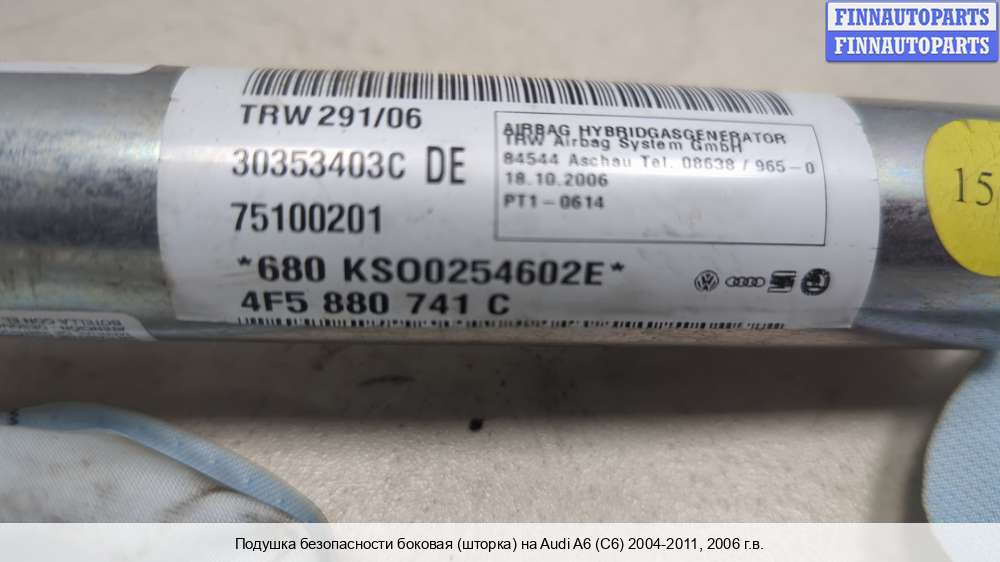 FINNAUTOPARTS
FINNAUTOPARTS
TRW 291/06
30353403C DE
75100201
*680 KSO0254602E*
4F5 880 741 C
AIRBAG HYBRIDGASGENERATOR
TRW Airbag System GmbH
84544 Aschau Tel. 08638 / 965-0
18.10.2006
PT1-0614
15
Подушка безопасности боковая (шторка) на Audi A6 (C6) 2004-2011, 2006 г.в.